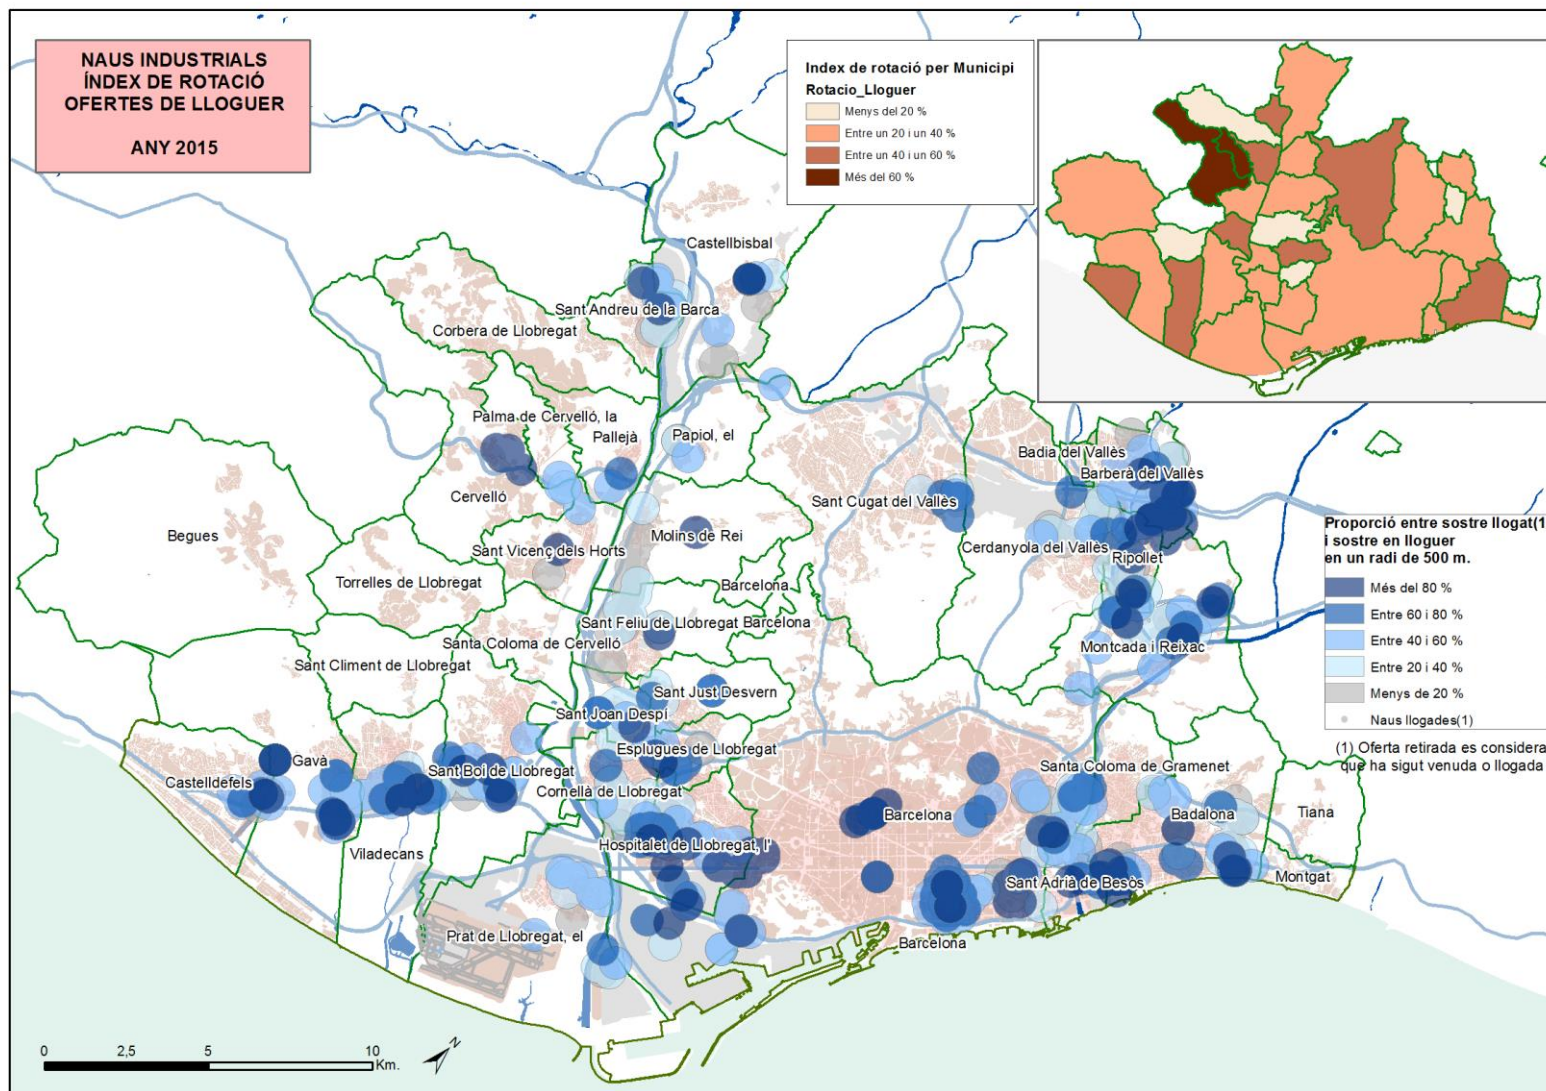 NAUS INDUSTRIALS
ÍNDEX DE ROTACIÓ
OFERTES DE LLOGUER
ANY 2015
Index de rotació per Municipi
Rotacio_Lloguer
Menys del 20 %
Entre un 20 i un 40 %
Entre un 40 i un 60 %
Més del 60 %
Castellbisbal
Sant Andreu de la Barca
Corbera de Llobregat
Palma de Cervelló, la
Pallejà
Papiol, el
Badia del Vallès
Barberà del Vallès
Cervelló
Sant Cugat del Vallès
Begues
Molins de Rei
Sant Vicenç dels Horts
Cerdanyola del Vallès
Ripollet
Torrelles de Llobregat
Barcelona
Sant Feliu de Llobregat
Barcelona
Santa Coloma de Cervelló
Montcada i Reixac
Sant Climent de Llobregat
Sant Just Desvern
Sant Joan Despí
Esplugues de Llobregat
Gavà
Sant Boi de Llobregat
Santa Coloma de Gramenet
Castelldefels
Cornellà de Llobregat
Barcelona
Badalona
Tiana
Viladecans
Hospitalet de Llobregat, l'
Sant Adrià de Besòs
Montgat
Prat de Llobregat, el
Barcelona
Proporció entre sostre llogat(1
i sostre en lloguer
en un radi de 500 m.
Més del 80 %
Entre 60 i 80 %
Entre 40 i 60 %
Entre 20 i 40 %
Menys de 20 %
Naus llogades(1)
(1) Oferta retirada es considera
que ha sigut venuda o llogada
0 2,5 5 10
Km.
N